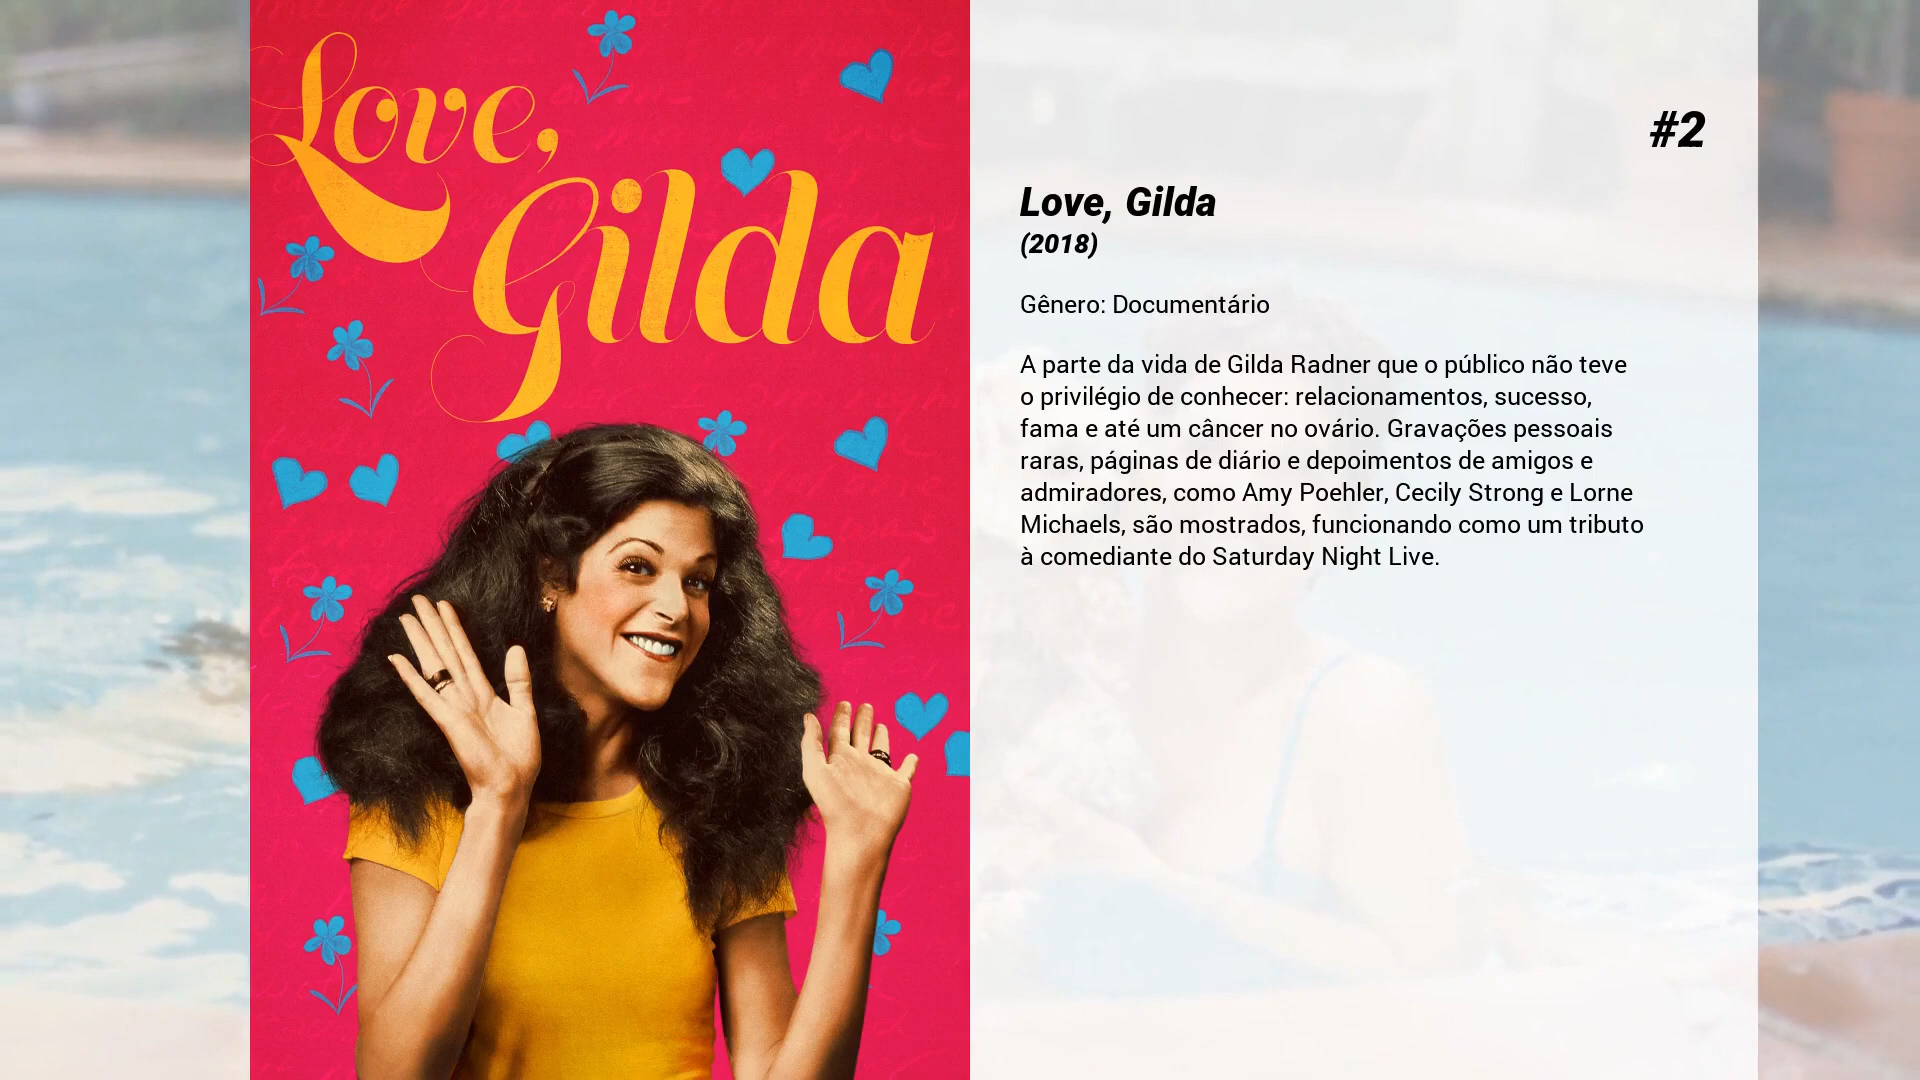 Love,
Gilda
#2
Love, Gilda
(2018)
Gênero: Documentário
A parte da vida de Gilda Radner que o público não teve
o privilégio de conhecer: relacionamentos, sucesso,
fama e até um câncer no ovário. Gravações pessoais
raras, páginas de diário e depoimentos de amigos e
admiradores, como Amy Poehler, Cecily Strong e Lorne
Michaels, são mostrados, funcionando como um tributo
à comediante do Saturday Night Live.